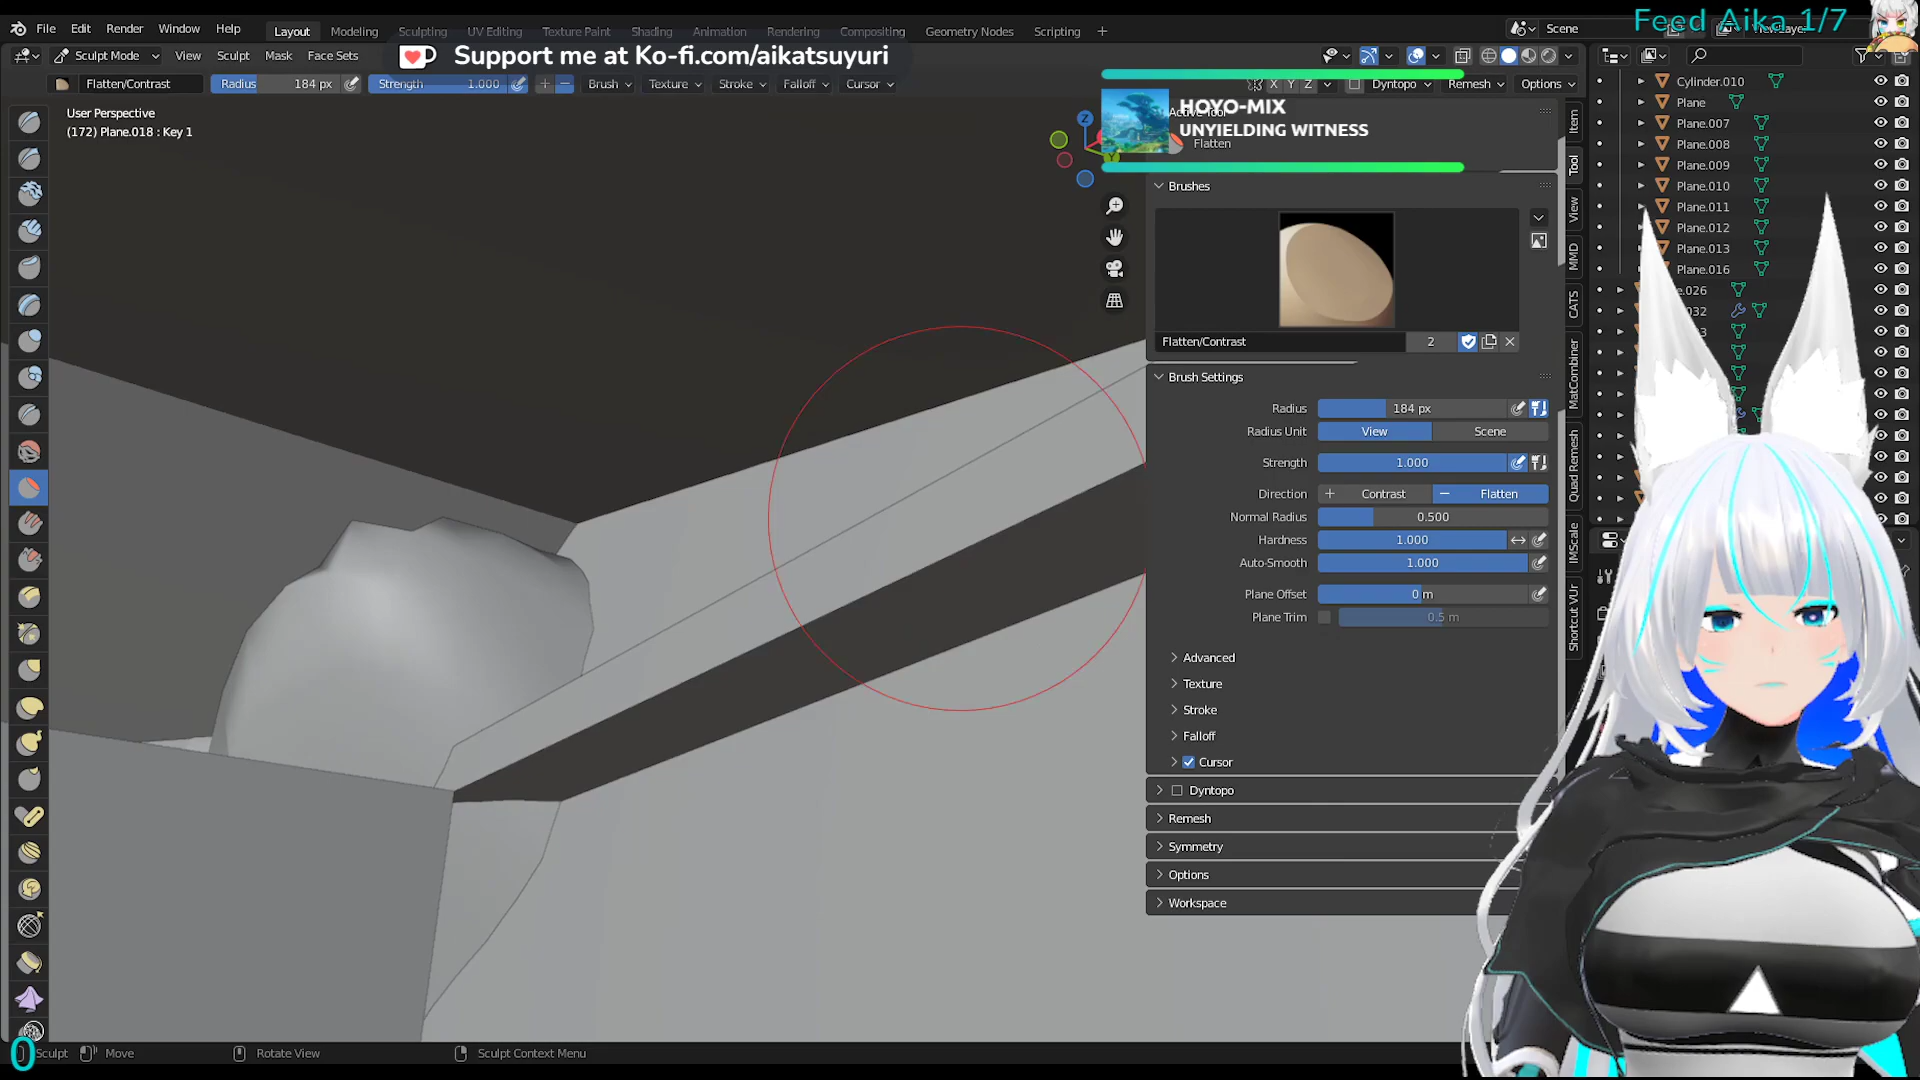 File Edit Render Window Help
Layout Modeling Sculpting UV Editing Texture Paint Shading Animation Rendering Compositing Geometry Nodes Scripting +
Scene
Feed Aika 1/7
Sculpt Mode View Sculpt Mask Face Sets
Support me at Ko-fi.com/aikatsuyuri
Flatten/Contrast Radius 184 px Strength 1.000 Brush Texture Stroke Falloff Cursor
X Y Z Dyntopo Remesh Options
User Perspective
(172) Plane.018 : Key 1
HOYO-MIX
UNYIELDING WITNESS
Flatten
Z
Brushes
Flatten/Contrast 2
Brush Settings
Radius 184 px
Radius Unit View Scene
Strength 1.000
Direction + Contrast − Flatten
Normal Radius 0.500
Hardness 1.000
Auto-Smooth 1.000
Plane Offset 0 m
Plane Trim 0.5 m
Advanced
Texture
Stroke
Falloff
Cursor
Dyntopo
Remesh
Symmetry
Options
Workspace
Item
Tool
View
MMD
CATS
MatCombiner
Quad Remesh
IMScale
Shortcut VUr
Cylinder.010
Plane
Plane.007
Plane.008
Plane.009
Plane.010
Plane.011
Plane.012
Plane.013
Plane.016
.026
032
0
Sculpt Move Rotate View Sculpt Context Menu